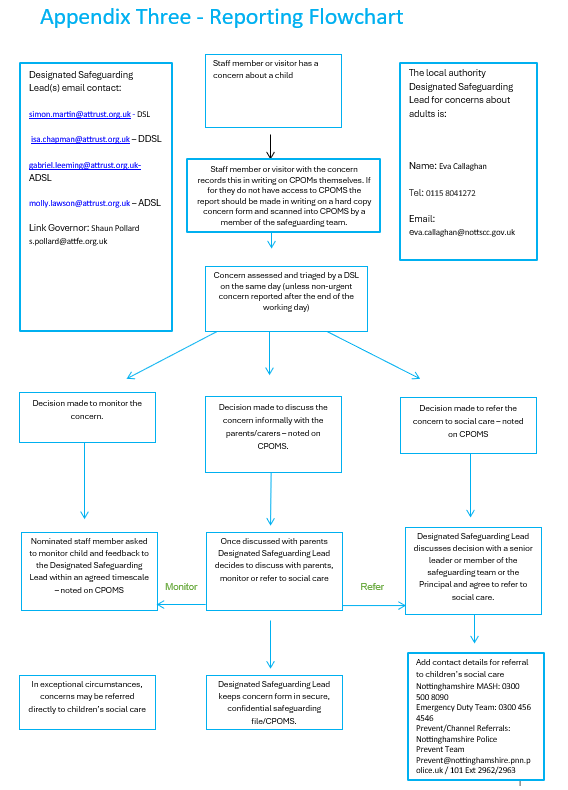 Appendix Three - Reporting Flowchart
Designated Safeguarding
Lead(s) email contact:
simon.martin@attrust.org.uk - DSL
isa.chapman@attrust.org.uk – DDSL
gabriel.leeming@attrust.org.uk-
ADSL
molly.lawson@attrust.org.uk – ADSL
Link Governor: Shaun Pollard
s.pollard@attfe.org.uk
Staff member or visitor has a
concern about a child
The local authority
Designated Safeguarding
Lead for concerns about
adults is:
Name: Eva Callaghan
Tel: 0115 8041272
Email:
eva.callaghan@nottscc.gov.uk
Staff member or visitor with the concern
records this in writing on CPOMs themselves. If
for they do not have access to CPOMS the
report should be made in writing on a hard copy
concern form and scanned into CPOMS by a
member of the safeguarding team.
Concern assessed and triaged by a DSL
on the same day (unless non-urgent
concern reported after the end of the
working day)
Decision made to monitor the
concern.
Decision made to discuss the
concern informally with the
parents/carers – noted on
CPOMS.
Decision made to refer the
concern to social care – noted
on CPOMS
Nominated staff member asked
to monitor child and feedback to
the Designated Safeguarding
Lead within an agreed timescale
– noted on CPOMS
Monitor
Once discussed with parents
Designated Safeguarding Lead
decides to discuss with parents,
monitor or refer to social care
Refer
Designated Safeguarding Lead
discusses decision with a senior
leader or member of the
safeguarding team or the
Principal and agree to refer to
social care.
In exceptional circumstances,
concerns may be referred
directly to children's social care
Designated Safeguarding Lead
keeps concern form in secure,
confidential safeguarding
file/CPOMS.
Add contact details for referral
to children's social care
Nottinghamshire MASH: 0300
500 8090
Emergency Duty Team: 0300 456
4546
Prevent/Channel Referrals:
Nottinghamshire Police
Prevent Team
Prevent@nottinghamshire.pnn.p
olice.uk / 101 Ext 2962/2963